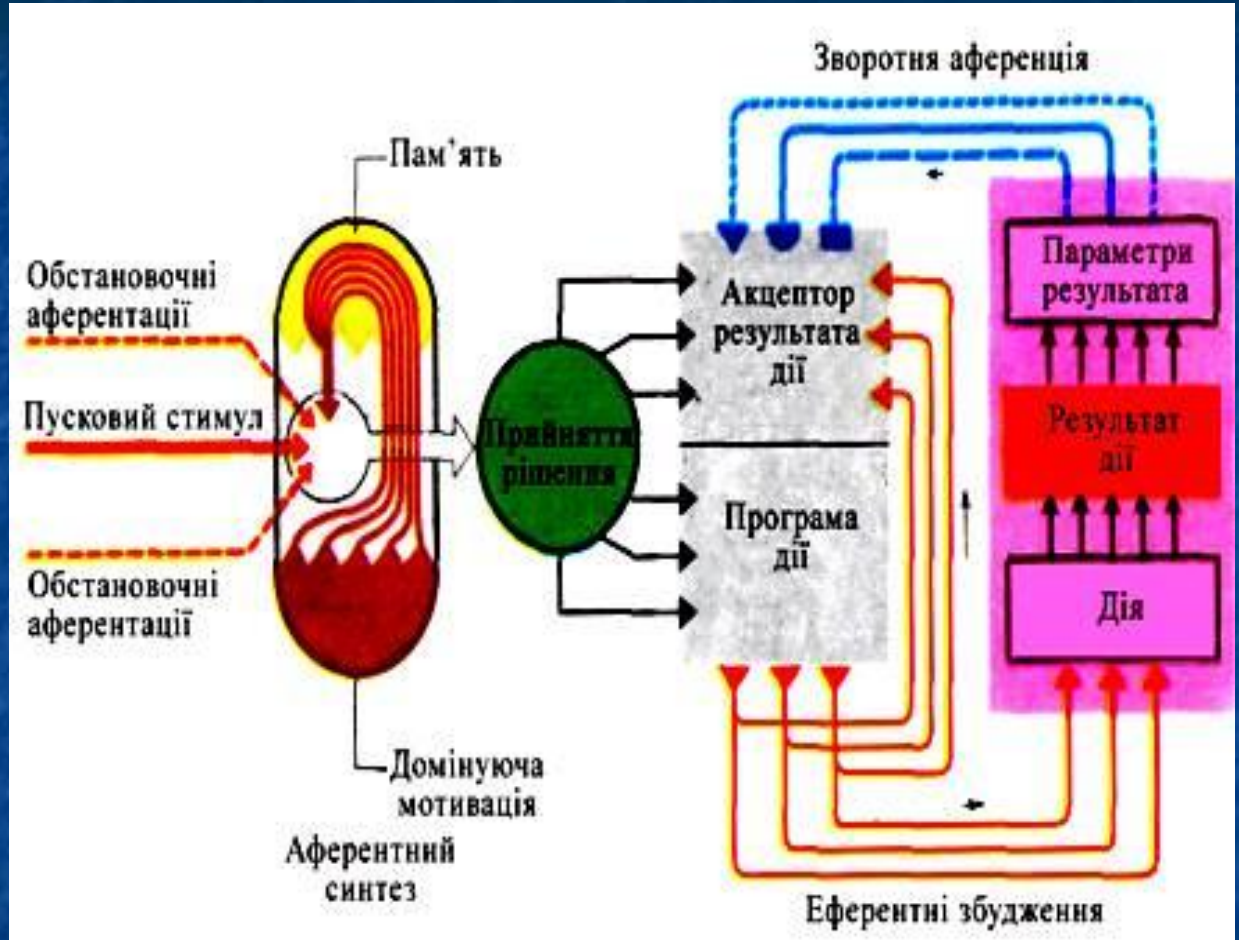 Зворотня аференція
Пам’ять
Обстановочні
аферентації
Пусковий стимул
Обстановочні
аферентації
Домінуюча
мотивація
Аферентний
синтез
Прийняття
рішення
Акцептор
результата
дії
Програма
дії
Параметри
результата
Результат
дії
Дія
Еферентні збудження